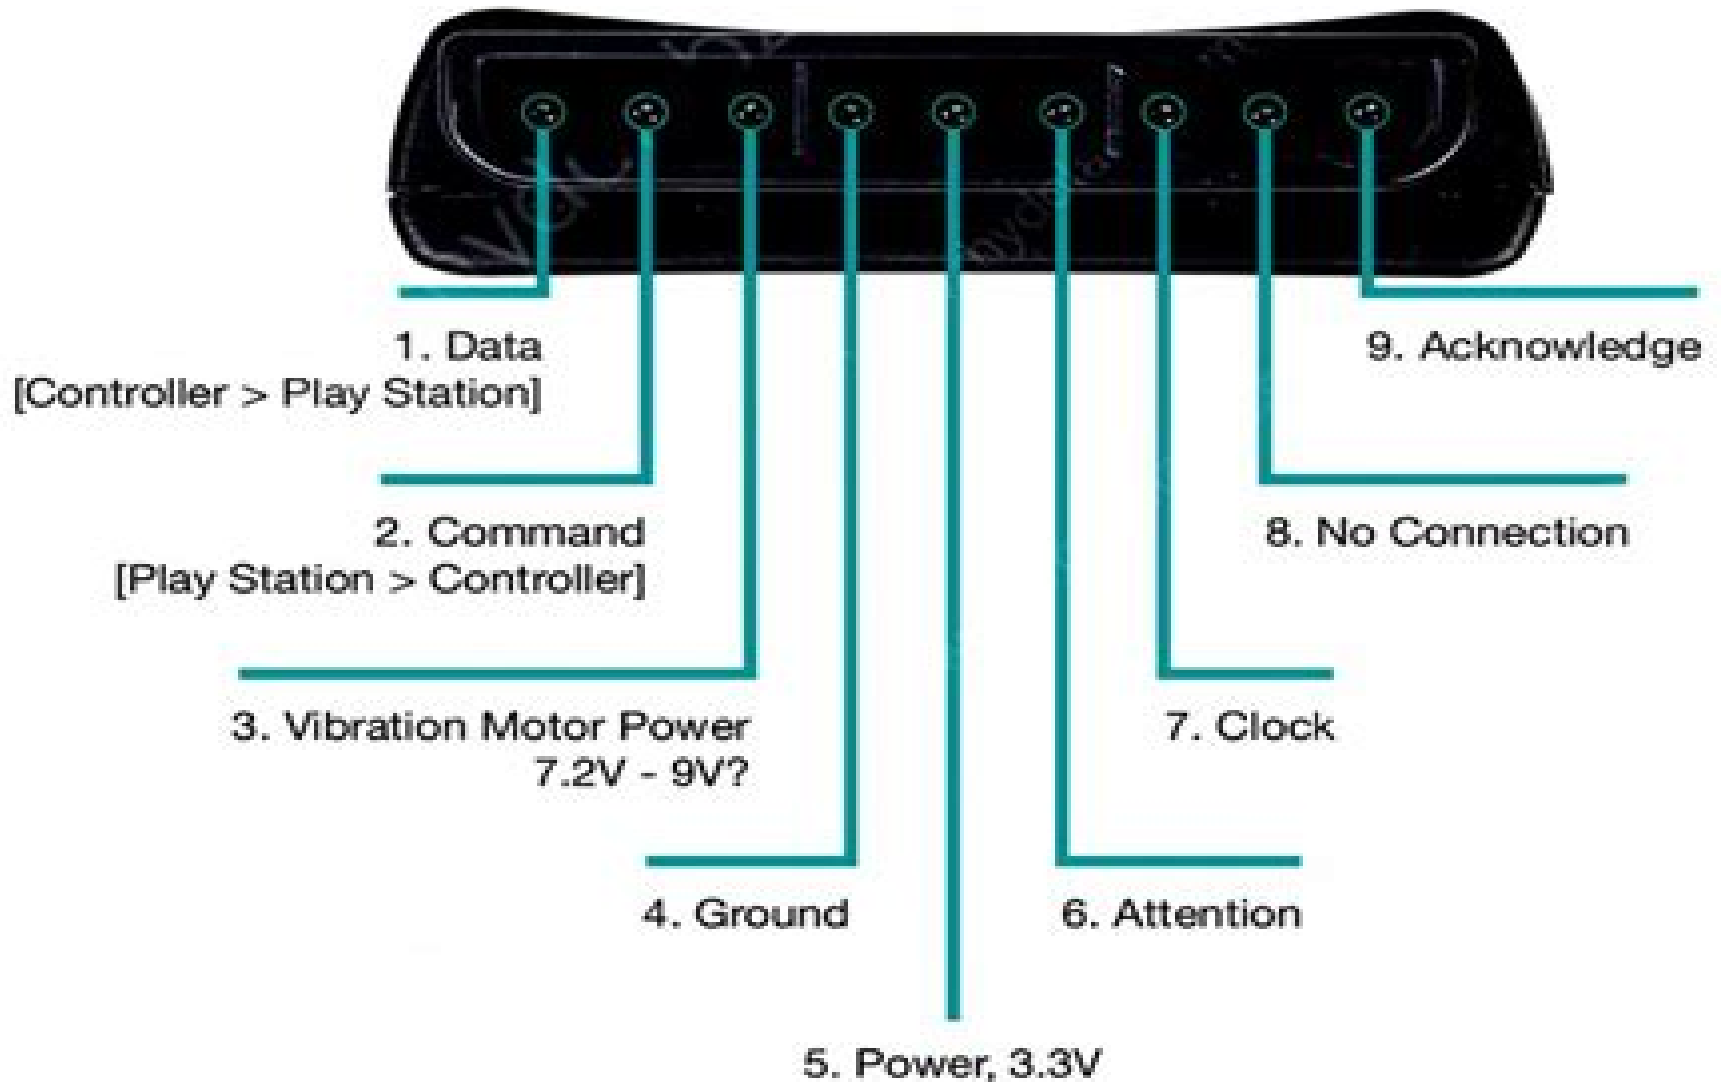 1. Data
[Controller > Play Station]
9. Acknowledge
2. Command
[Play Station > Controller]
8. No Connection
3. Vibration Motor Power
7.2V - 9V?
7. Clock
4. Ground
6. Attention
5. Power, 3.3V